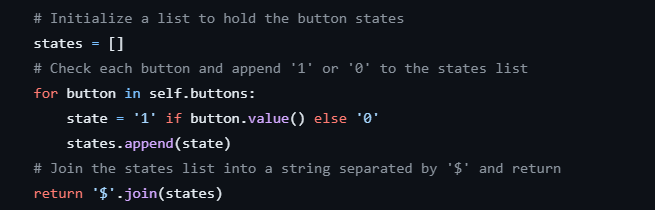 # Initialize a list to hold the button states
states = []
# Check each button and append '1' or '0' to the states list
for button in self.buttons:
    state = '1' if button.value() else '0'
    states.append(state)
# Join the states list into a string separated by '$' and return
return '$'.join(states)